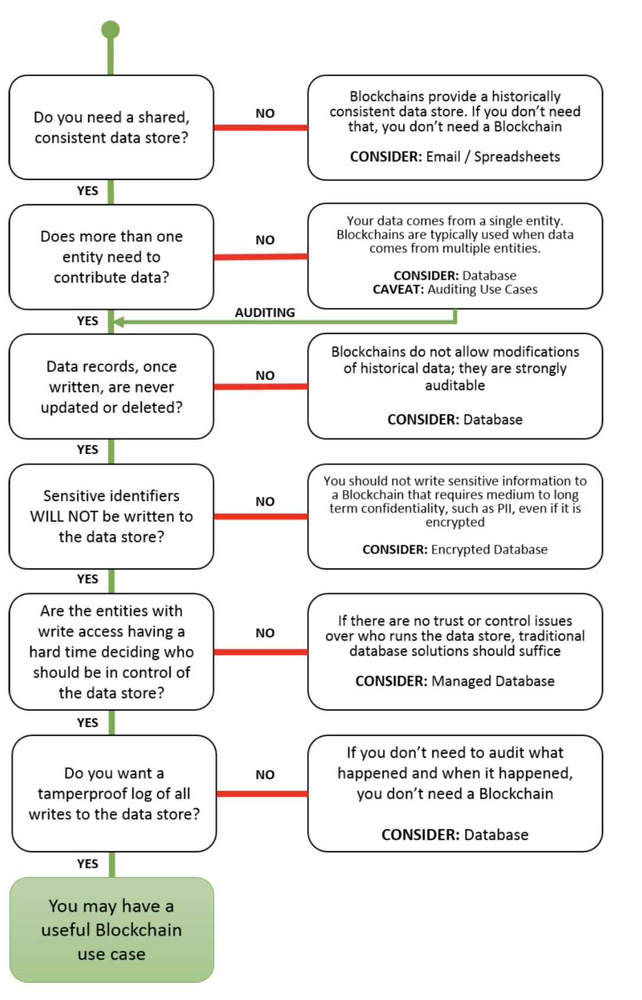 Do you need a shared,
consistent data store?
NO
Blockchains provide a historically
consistent data store. If you don't need
that, you don't need a Blockchain
CONSIDER: Email / Spreadsheets
YES
Does more than one
entity need to
contribute data?
NO
Your data comes from a single entity.
Blockchains are typically used when data
comes from multiple entities.
CONSIDER: Database
CAVEAT: Auditing Use Cases
AUDITING
YES
Data records, once
written, are never
updated or deleted?
NO
Blockchains do not allow modifications
of historical data; they are strongly
auditable
CONSIDER: Database
YES
Sensitive identifiers
WILL NOT be written to
the data store?
NO
You should not write sensitive information to
a Blockchain that requires medium to long
term confidentiality, such as PII, even if it is
encrypted
CONSIDER: Encrypted Database
YES
Are the entities with
write access having a
hard time deciding who
should be in control of
the data store?
NO
If there are no trust or control issues
over who runs the data store, traditional
database solutions should suffice
CONSIDER: Managed Database
YES
Do you want a
tamperproof log of all
writes to the data store?
NO
If you don't need to audit what
happened and when it happened,
you don't need a Blockchain
CONSIDER: Database
YES
You may have a
useful Blockchain
use case